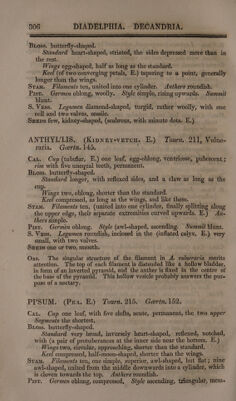 306 DIADELPHIA. DECANDRIA.
Bloss. butterfly-shaped.
Standard heart-shaped, striated, the sides depressed more than in
the rest.
Wings egg-shaped, half as long as the standard.
Keel (of two converging petals, E.) tapering to a point, generally
longer than the wings.
Stam. Filaments ten, united into one cylinder. Anthers roundish.
Pist. Germen oblong, woolly. Style simple, rising upwards. Summit
blunt.
S. Vess. Legumen diamond-shaped, turgid, rather woolly, with one
cell and two valves, sessile.
Seeds few, kidney-shaped, (scabrous, with minute dots. E.)
ANTHYL'LIS. (Kidney-vetch. E.) Tourn. 211, Vulne-
raria. Gærtn. 145.
Cal. Cup (tubular, E.) one leaf, egg-oblong, ventricose, pubescent;
rim with five unequal teeth, permanent.
Bloss. butterfly-shaped.
Standard longer, with reflexed sides, and a claw as long as the
cup.
Wings two, oblong, shorter than the standard.
Keel compressed, as long as the wings, and like them.
Stam. Filaments ten, (united into one cylinder, finally splitting along
the upper edge, their separate extremities curved upwards. E.) An-
thers simple.
Pist. Germen oblong. Style (awl-shaped, ascending. Summit blunt.
S. Vess. Legumen roundish, inclosed in the (inflated calyx. E.) very
small, with two valves.
Seeds one or two, roundish.
Obs. The singular structure of the filament in A. vulneraria merits
attention. The top of each filament is distended like a hollow bladder,
in form of an inverted pyramid, and the anther is fixed in the centre of
the base of the pyramid. This hollow vesicle probably answers the pur-
pose of a nectary.
PI'SUM. (Pea. E.) Tourn. 215. Gærtn. 152.
Cal. Cup one leaf, with five clefts, acute, permanent, the two upper
Segments the shortest.
Bloss. butterfly-shaped.
Standard very broad, inversely heart-shaped, reflexed, notched,
with (a pair of protuberances at the inner side near the bottom. E.)
Wings two, circular, approaching, shorter than the standard.
Keel compressed, half-moon-shaped, shorter than the wings.
Stam. Filaments ten, one simple, superior, awl-shaped, but flat; nine
awl-shaped, united from the middle downwards into a cylinder, which
is cloven towards the top. Anthers roundish.
Pist. Germen oblong, compressed, Style ascending, triangular, mem-